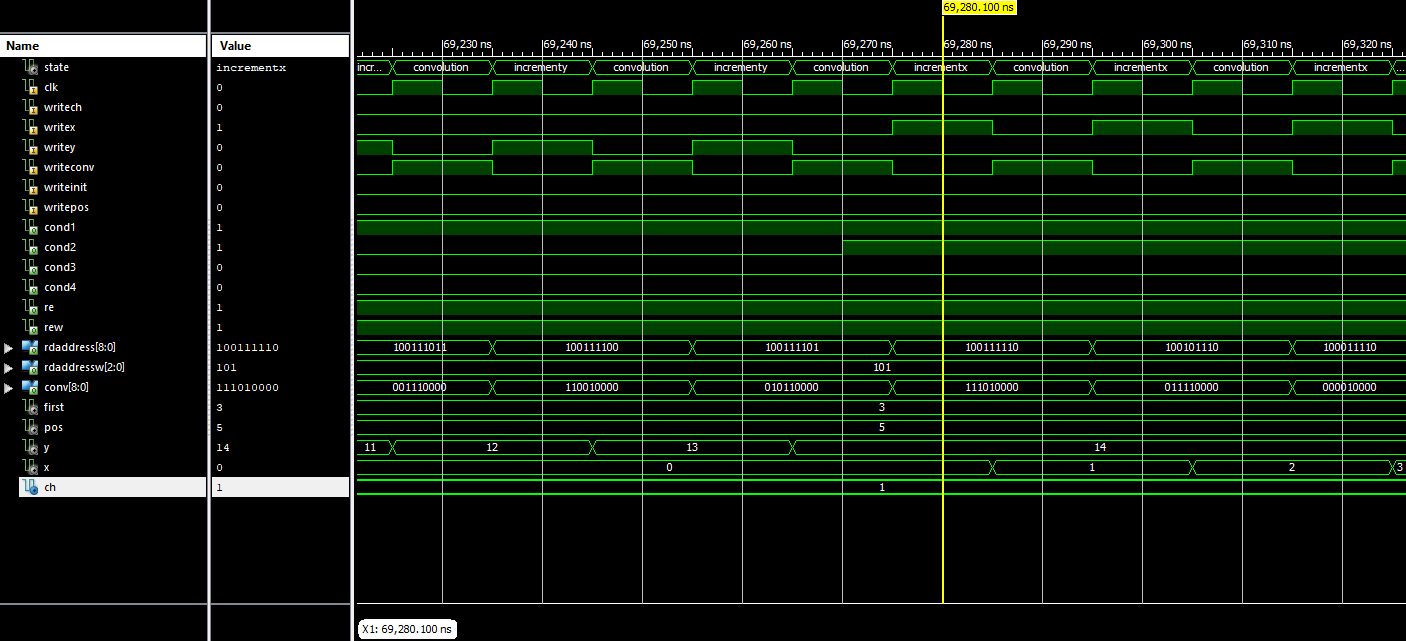 69,280.100 ns
Name Value 69,230 ns 69,240 ns 69,250 ns 69,260 ns 69,270 ns 69,280 ns 69,290 ns 69,300 ns 69,310 ns 69,320 ns
state incrementx incr... convolution incrementy convolution incrementy convolution incrementx convolution incrementx convolution incrementx ...
clk 0
writech 0
writex 1
writey 0
writeconv 0
writeinit 0
writepos 0
cond1 1
cond2 1
cond3 0
cond4 0
re 1
rew 1
rdaddress[8:0] 100111110 100111011 100111100 100111101 100111110 100101110 100011110
rdaddressw[2:0] 101 101
conv[8:0] 111010000 001110000 110010000 010110000 111010000 011110000 000010000
first 3 3
pos 5 5
y 14 11 12 13 14
x 0 0 1 2 3
ch 1 1
X1: 69,280.100 ns